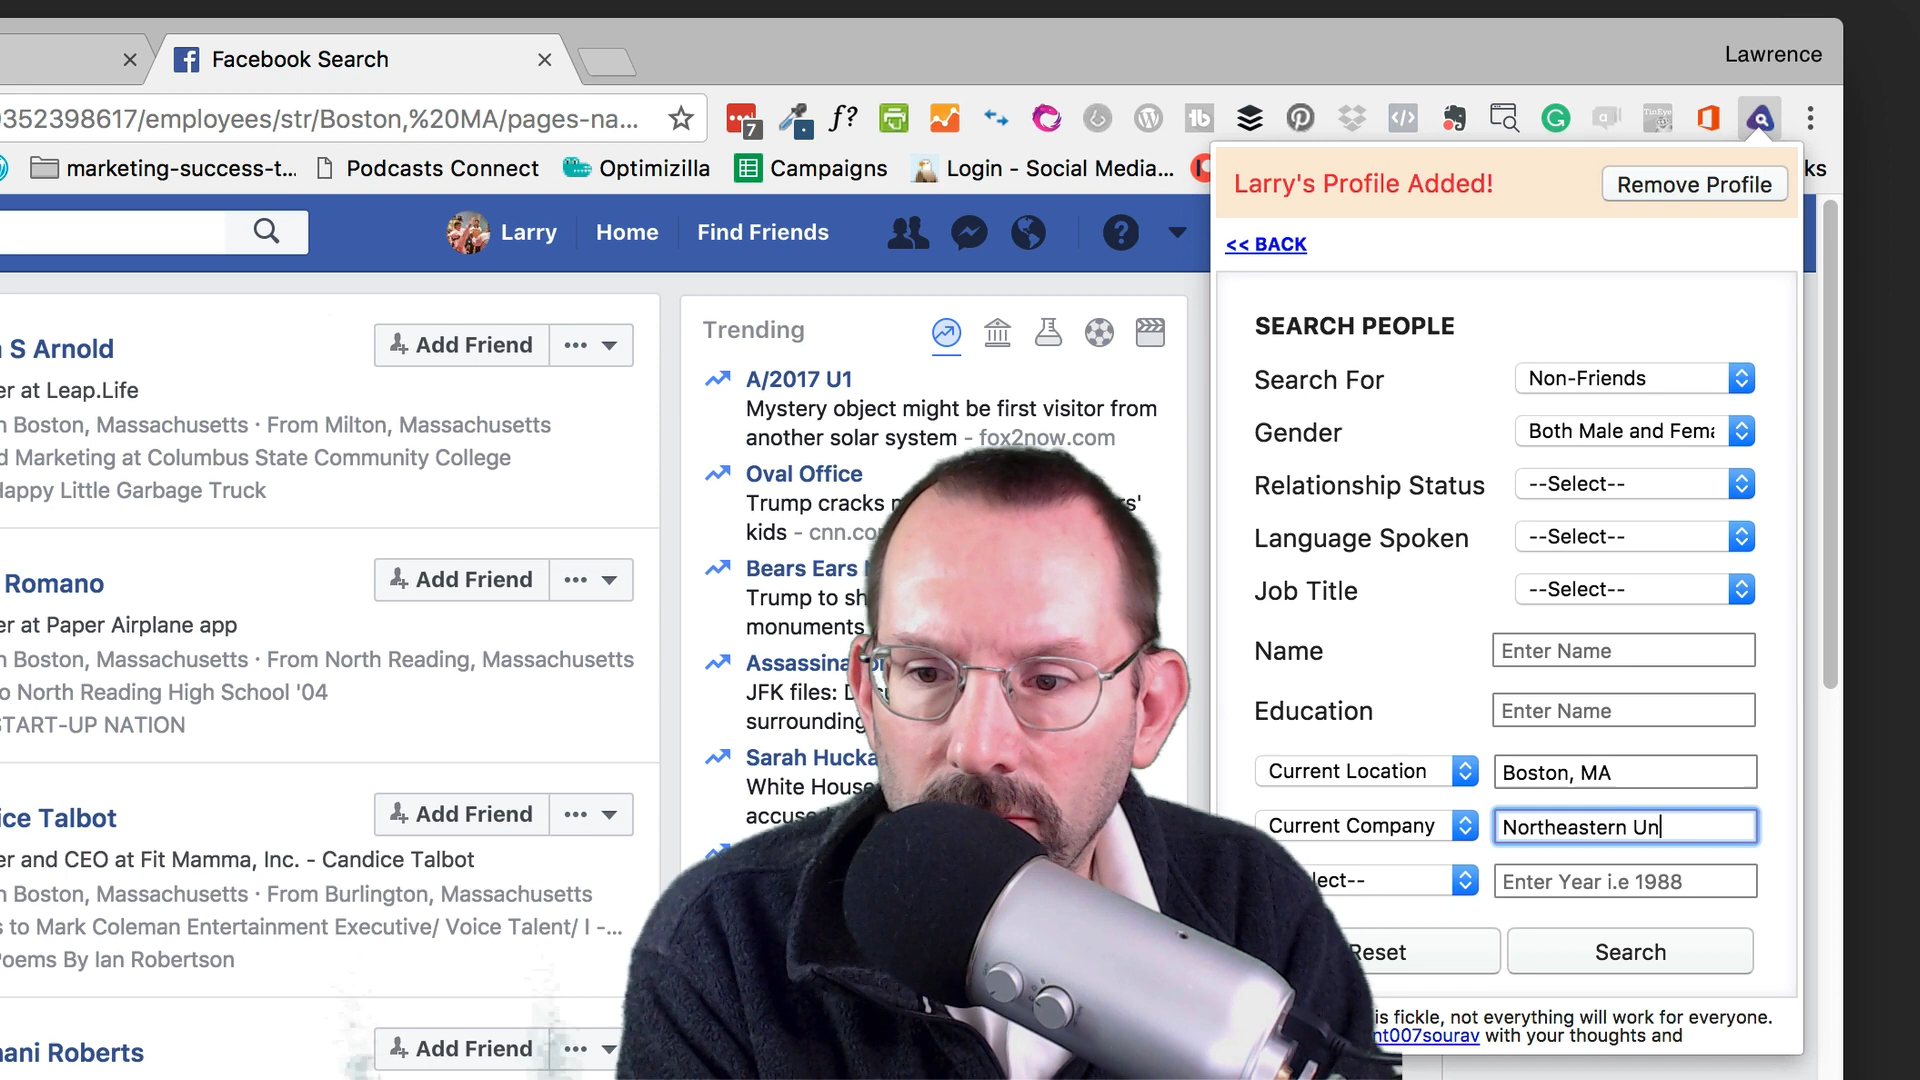 Facebook Search
Lawrence
352398617/employees/str/Boston,%20MA/pages-na...
7
f?
tb
</>
a
TinEye
marketing-success-t...
Podcasts Connect
Optimizilla
Campaigns
Login - Social Media...
ks
Larry's Profile Added!
Remove Profile
<< BACK
Larry
Home
Find Friends
?
S Arnold
Add Friend
er at Leap.Life
n Boston, Massachusetts · From Milton, Massachusetts
d Marketing at Columbus State Community College
Happy Little Garbage Truck
Romano
Add Friend
er at Paper Airplane app
n Boston, Massachusetts · From North Reading, Massachusetts
o North Reading High School '04
START-UP NATION
ice Talbot
Add Friend
er and CEO at Fit Mamma, Inc. - Candice Talbot
n Boston, Massachusetts · From Burlington, Massachusetts
s to Mark Coleman Entertainment Executive/ Voice Talent/ I -...
Poems By Ian Robertson
nani Roberts
Add Friend
Trending
A/2017 U1
Mystery object might be first visitor from
another solar system - fox2now.com
Oval Office
Trump cracks
rs'
kids - cnn.co
Bears Ears
Trump to sh
monuments
Assassina
JFK files:
surrounding
Sarah Hucka
White House
accus
SEARCH PEOPLE
Search For
Non-Friends
Gender
Both Male and Fema
Relationship Status
--Select--
Language Spoken
--Select--
Job Title
--Select--
Name
Enter Name
Education
Enter Name
Current Location
Boston, MA
Current Company
Northeastern Un
lect--
Enter Year i.e 1988
Reset
Search
is fickle, not everything will work for everyone.
nt007sourav with your thoughts and